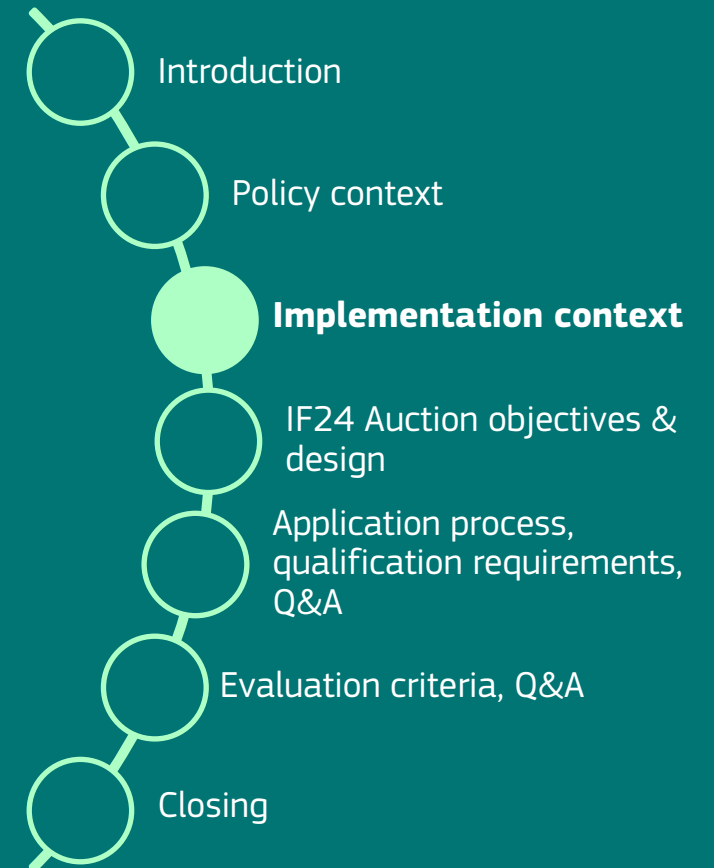 Introduction
Policy context
Implementation context
IF24 Auction objectives &
design
Application process,
qualification requirements,
Q&A
Evaluation criteria, Q&A
Closing